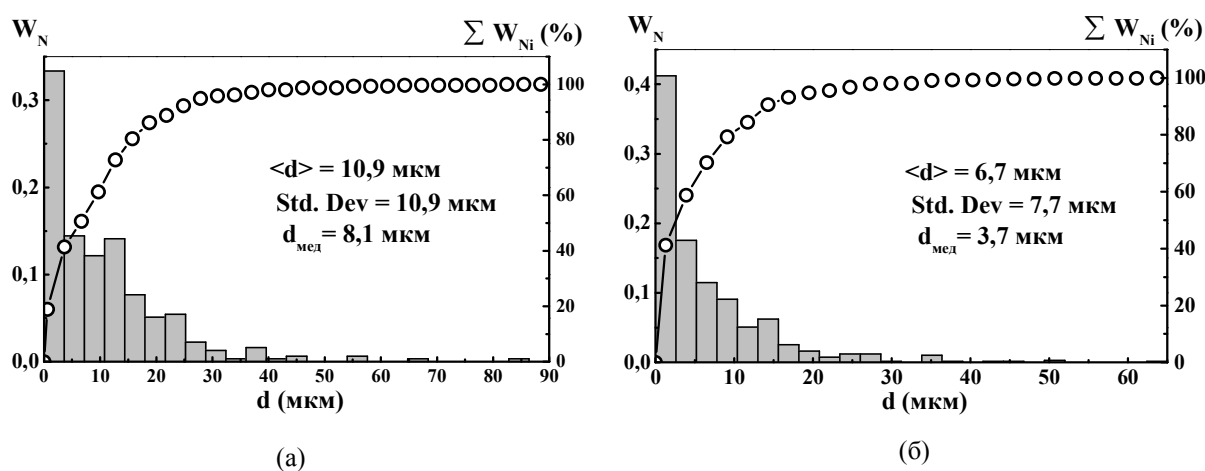 W_N
∑ W_Ni (%)
0,3
0,2
0,1
0,0
100
80
60
40
20
0
<d> = 10,9 мкм
Std. Dev = 10,9 мкм
d_мед = 8,1 мкм
0 10 20 30 40 50 60 70 80 90
d (мкм)
(а)
W_N
∑ W_Ni (%)
0,4
0,3
0,2
0,1
0,0
100
80
60
40
20
0
<d> = 6,7 мкм
Std. Dev = 7,7 мкм
d_мед = 3,7 мкм
0 10 20 30 40 50 60
d (мкм)
(б)